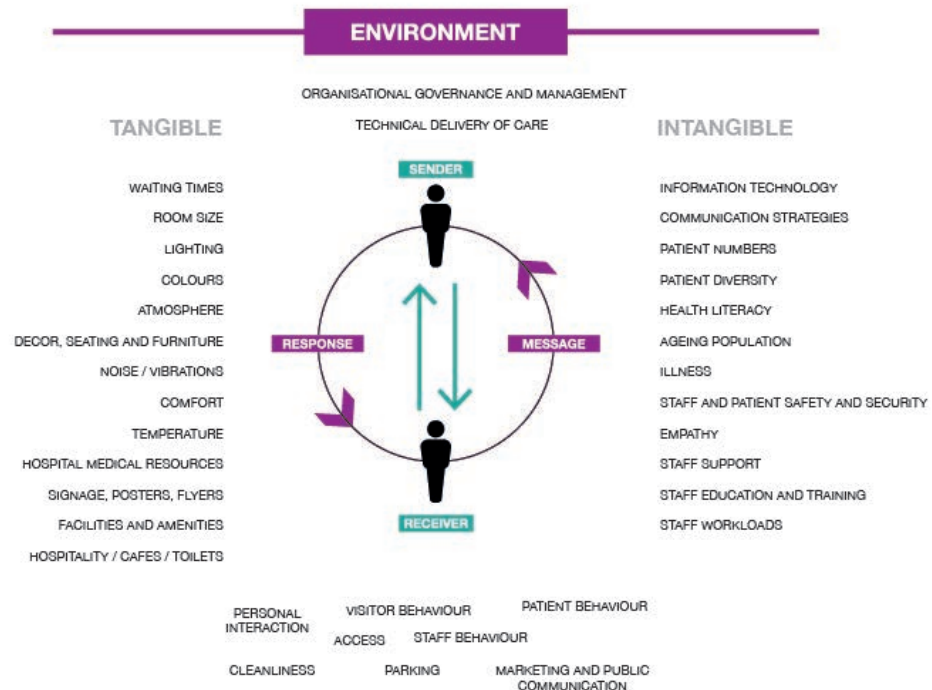 ENVIRONMENT
ORGANISATIONAL GOVERNANCE AND MANAGEMENT
TECHNICAL DELIVERY OF CARE
TANGIBLE
WAITING TIMES
ROOM SIZE
LIGHTING
COLOURS
ATMOSPHERE
DECOR, SEATING AND FURNITURE
NOISE / VIBRATIONS
COMFORT
TEMPERATURE
HOSPITAL MEDICAL RESOURCES
SIGNAGE, POSTERS, FLYERS
FACILITIES AND AMENITIES
HOSPITALITY / CAFES / TOILETS
SENDER
RESPONSE
MESSAGE
RECEIVER
INTANGIBLE
INFORMATION TECHNOLOGY
COMMUNICATION STRATEGIES
PATIENT NUMBERS
PATIENT DIVERSITY
HEALTH LITERACY
AGEING POPULATION
ILLNESS
STAFF AND PATIENT SAFETY AND SECURITY
EMPATHY
STAFF SUPPORT
STAFF EDUCATION AND TRAINING
STAFF WORKLOADS
PERSONAL
INTERACTION
VISITOR BEHAVIOUR
PATIENT BEHAVIOUR
ACCESS
STAFF BEHAVIOUR
CLEANLINESS
PARKING
MARKETING AND PUBLIC
COMMUNICATION